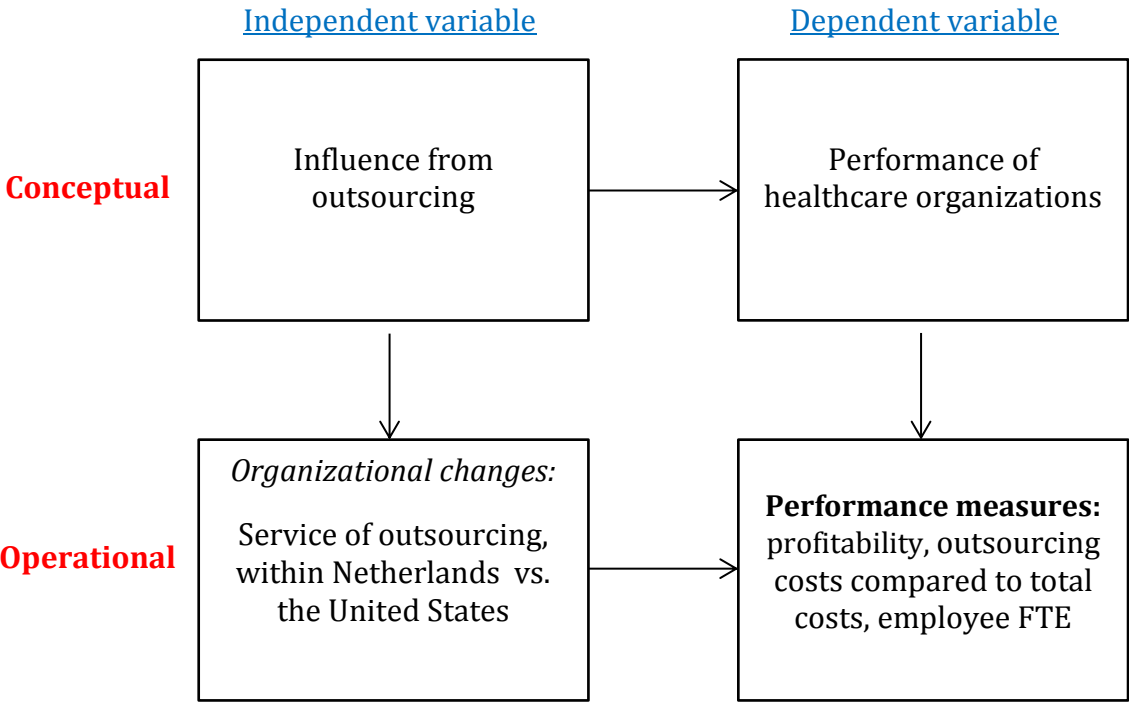 Independent variable
Dependent variable
Conceptual
Influence from
outsourcing
Performance of
healthcare organizations
Operational
Organizational changes:
Service of outsourcing,
within Netherlands vs.
the United States
Performance measures:
profitability, outsourcing
costs compared to total
costs, employee FTE